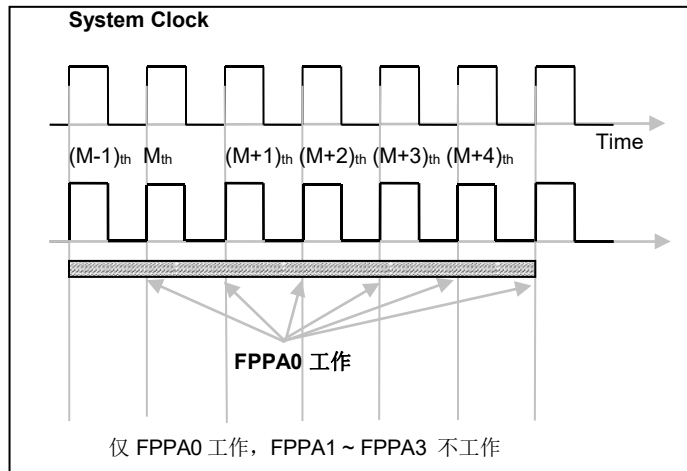 System Clock
Time
(M-1)th Mth (M+1)th (M+2)th (M+3)th (M+4)th
FPPA0 工作
仅 FPPA0 工作，FPPA1 ~ FPPA3 不工作